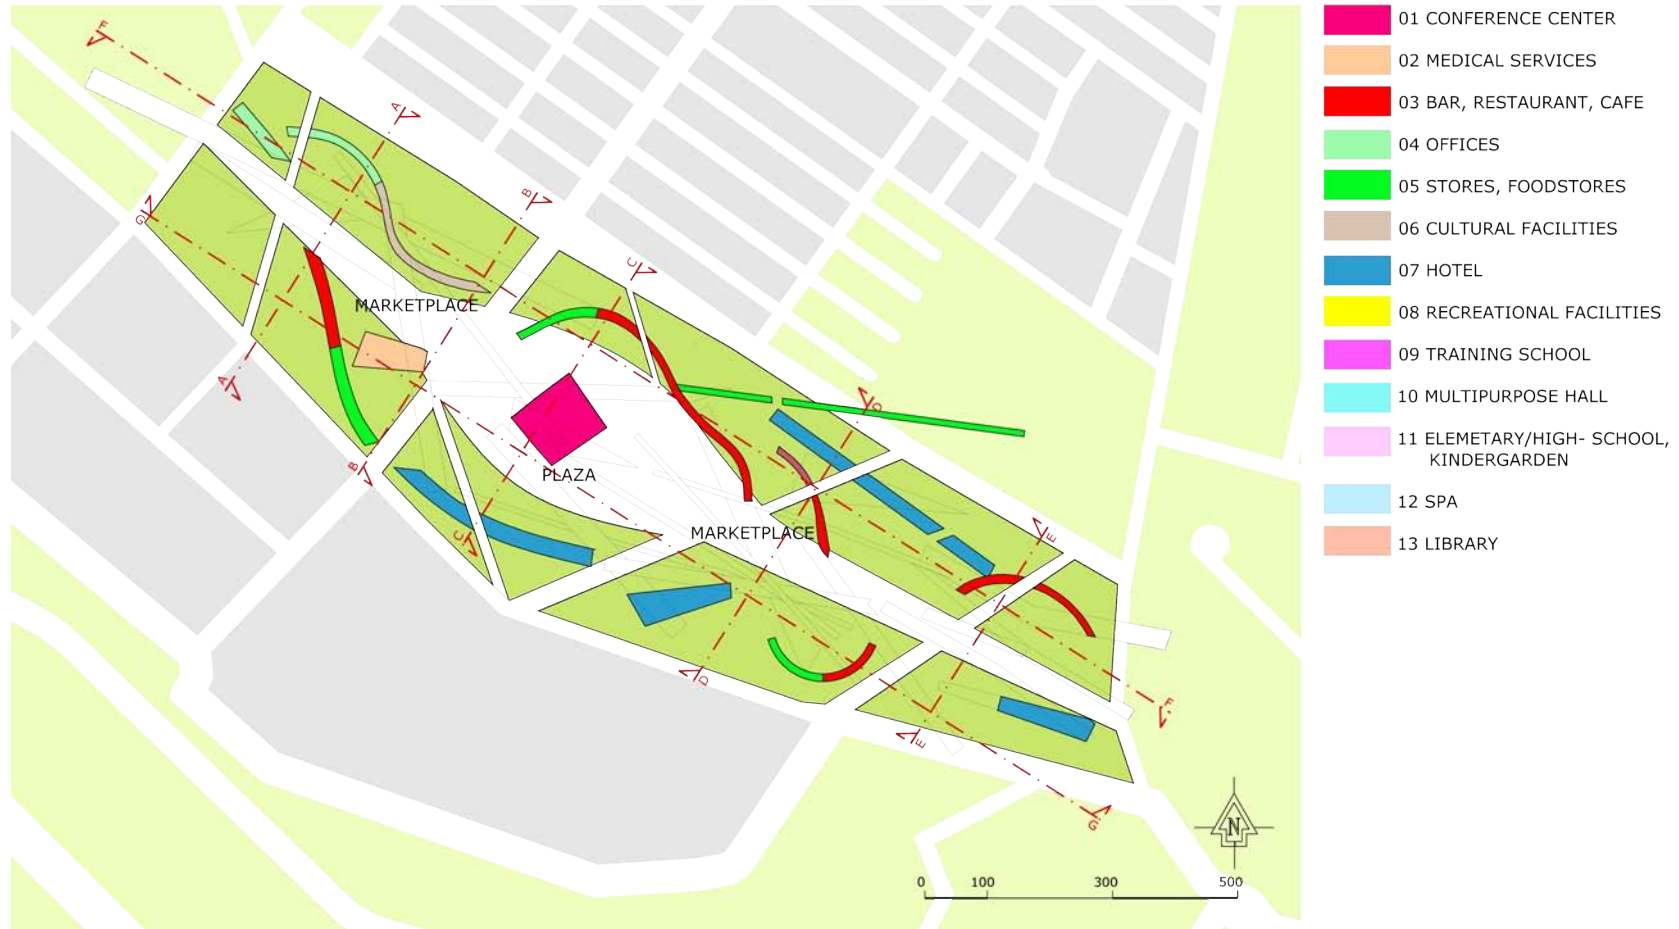 01 CONFERENCE CENTER
02 MEDICAL SERVICES
03 BAR, RESTAURANT, CAFE
04 OFFICES
05 STORES, FOODSTORES
06 CULTURAL FACILITIES
07 HOTEL
08 RECREATIONAL FACILITIES
09 TRAINING SCHOOL
10 MULTIPURPOSE HALL
11 ELEMETARY/HIGH- SCHOOL,
KINDERGARDEN
12 SPA
13 LIBRARY
F
A
B
G
C
MARKETPLACE
A
D
B
PLAZA
C
MARKETPLACE
E
D
F
E
G
N
0 100 300 500